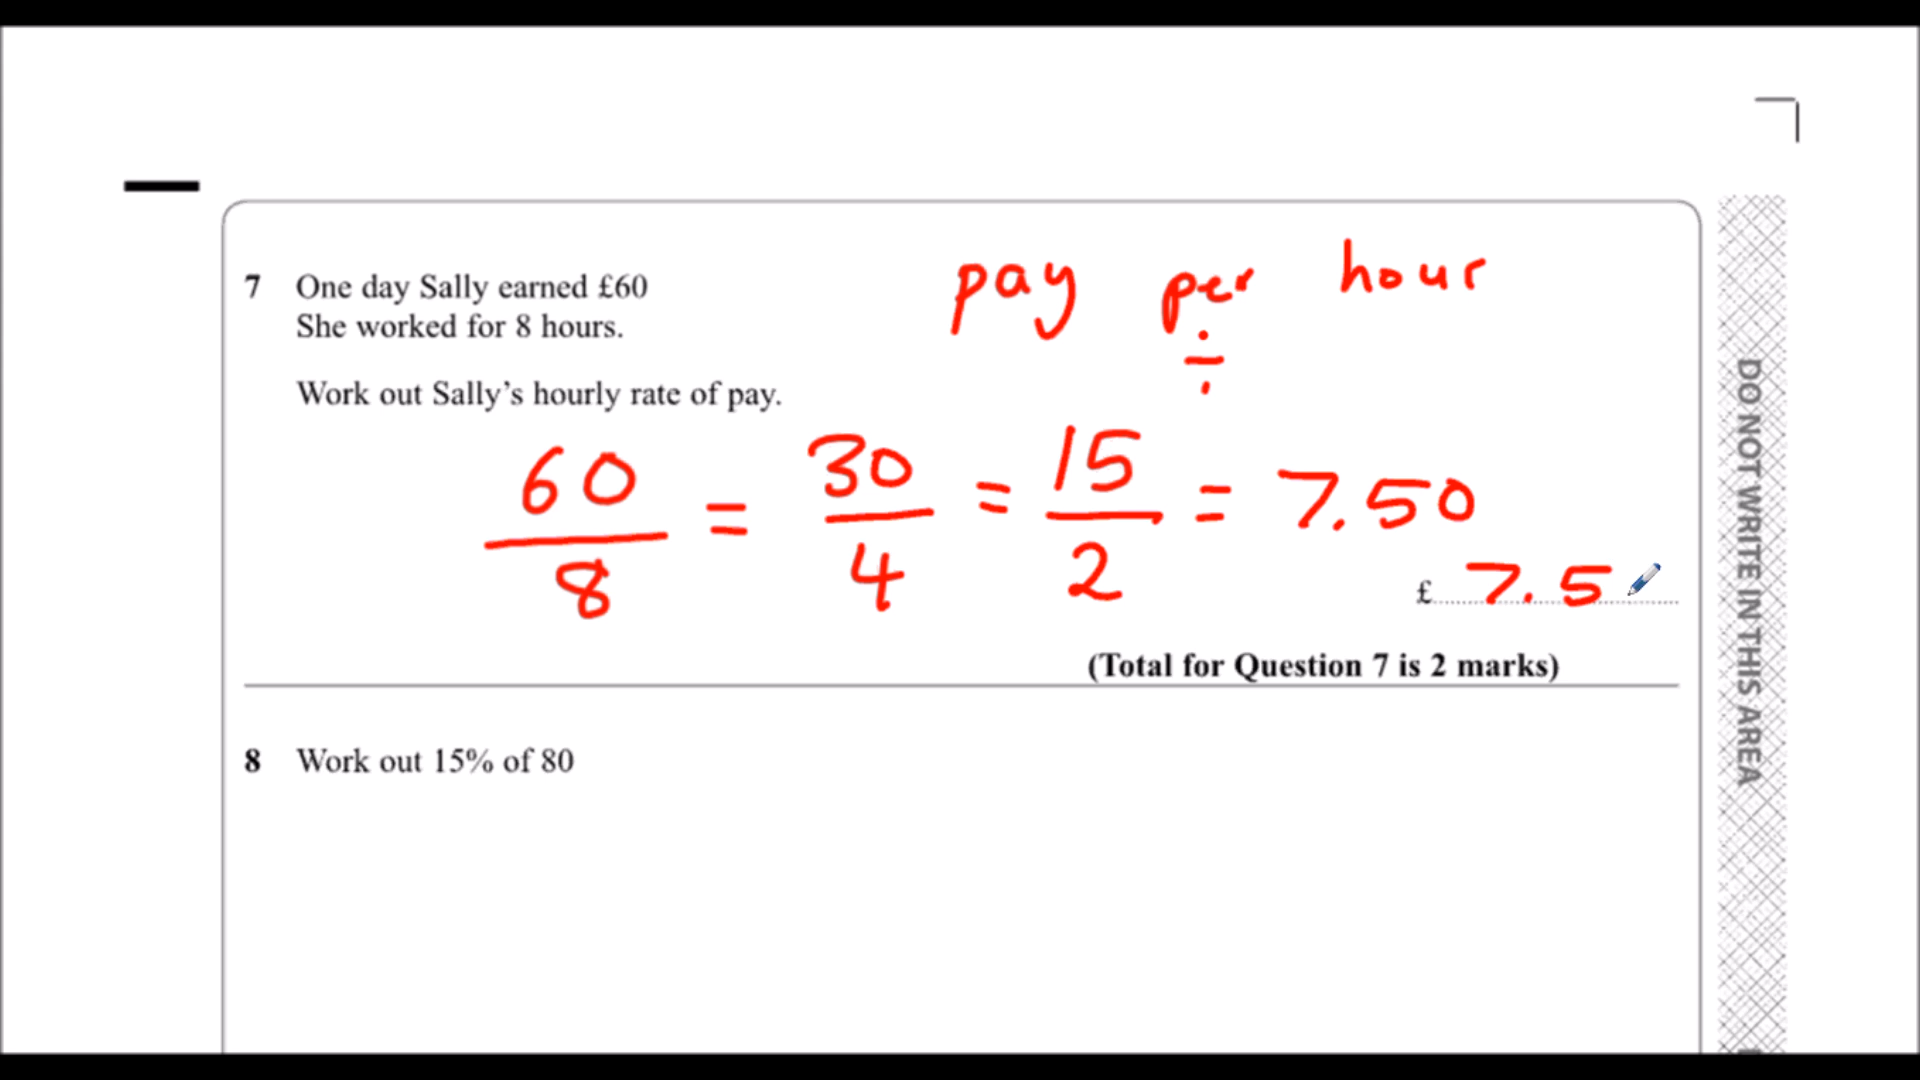 7 One day Sally earned £60
She worked for 8 hours.
pay per hour
÷
Work out Sally's hourly rate of pay.
60/8 = 30/4 = 15/2 = 7.50
£ 7.5
(Total for Question 7 is 2 marks)
8 Work out 15% of 80
DO NOT WRITE IN THIS AREA